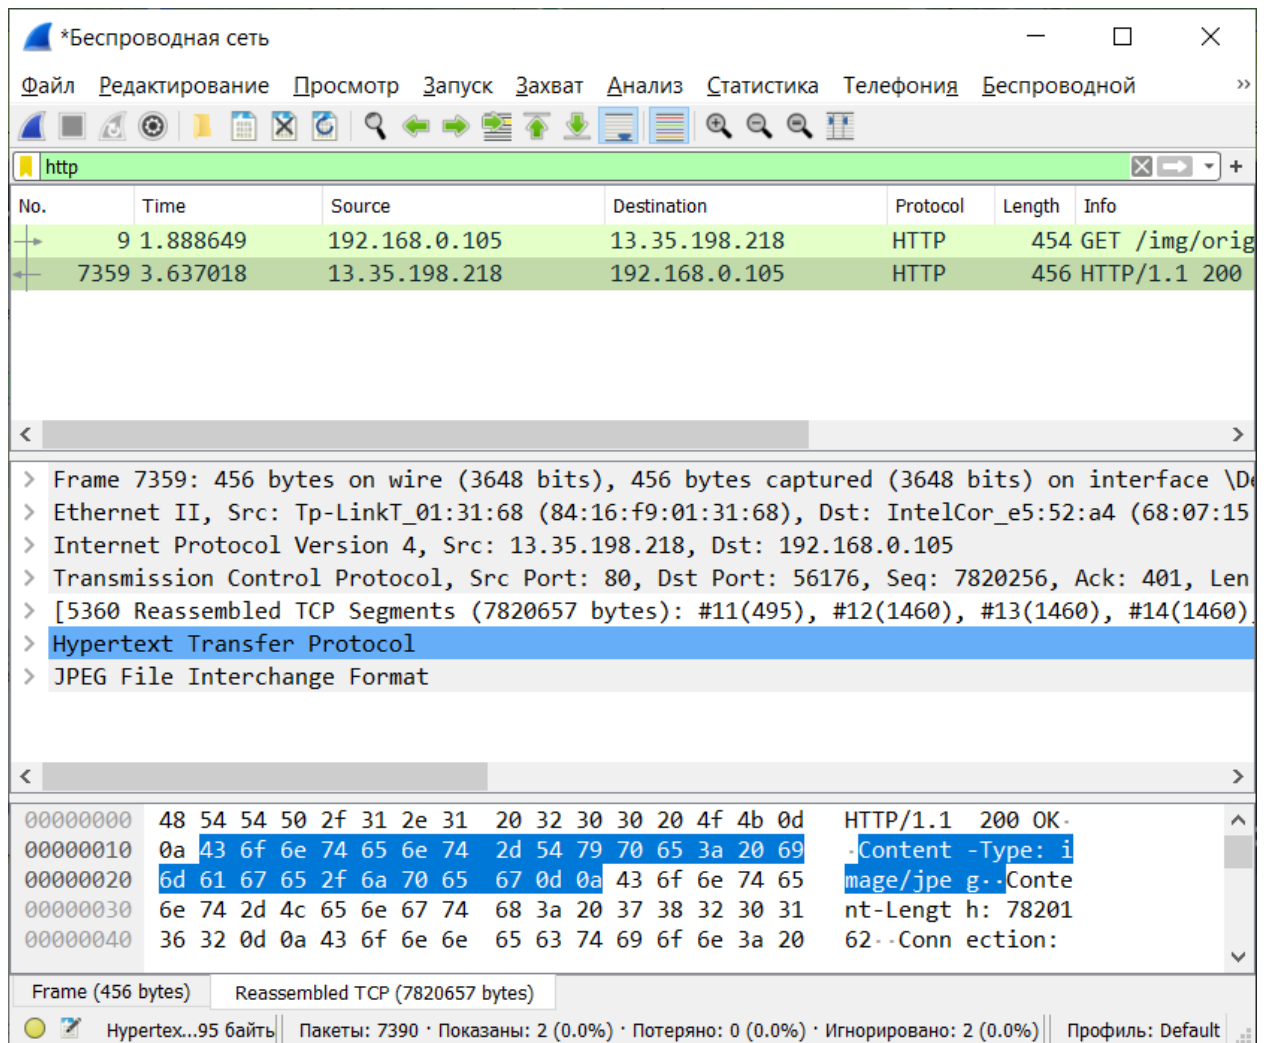 *Беспроводная сеть
Файл Редактирование Просмотр Запуск Захват Анализ Статистика Телефония Беспроводной »
http
No. Time Source Destination Protocol Length Info
9 1.888649 192.168.0.105 13.35.198.218 HTTP 454 GET /img/orig
7359 3.637018 13.35.198.218 192.168.0.105 HTTP 456 HTTP/1.1 200
Frame 7359: 456 bytes on wire (3648 bits), 456 bytes captured (3648 bits) on interface \De
Ethernet II, Src: Tp-LinkT_01:31:68 (84:16:f9:01:31:68), Dst: IntelCor_e5:52:a4 (68:07:15
Internet Protocol Version 4, Src: 13.35.198.218, Dst: 192.168.0.105
Transmission Control Protocol, Src Port: 80, Dst Port: 56176, Seq: 7820256, Ack: 401, Len
[5360 Reassembled TCP Segments (7820657 bytes): #11(495), #12(1460), #13(1460), #14(1460),
Hypertext Transfer Protocol
JPEG File Interchange Format
00000000 48 54 54 50 2f 31 2e 31 20 32 30 30 20 4f 4b 0d HTTP/1.1 200 OK·
00000010 0a 43 6f 6e 74 65 6e 74 2d 54 79 70 65 3a 20 69 ·Content -Type: i
00000020 6d 61 67 65 2f 6a 70 65 67 0d 0a 43 6f 6e 74 65 mage/jpe g··Conte
00000030 6e 74 2d 4c 65 6e 67 74 68 3a 20 37 38 32 30 31 nt-Lengt h: 78201
00000040 36 32 0d 0a 43 6f 6e 6e 65 63 74 69 6f 6e 3a 20 62··Conn ection:
Frame (456 bytes) Reassembled TCP (7820657 bytes)
Hypertex...95 байть Пакеты: 7390 · Показаны: 2 (0.0%) · Потеряно: 0 (0.0%) · Игнорировано: 2 (0.0%) Профиль: Default